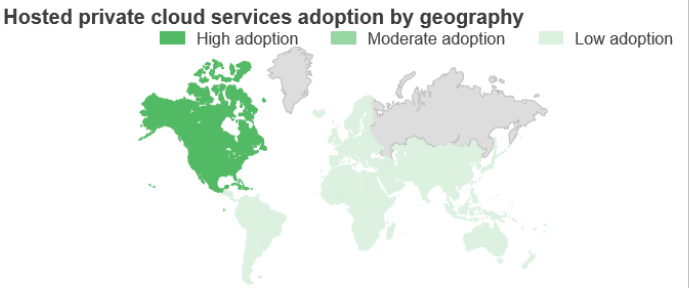 Hosted private cloud services adoption by geography
High adoption Moderate adoption Low adoption